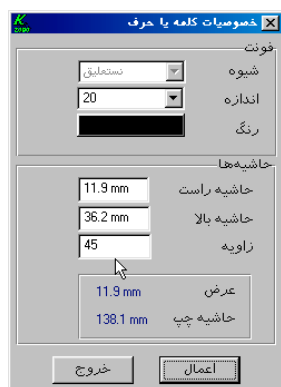 خصوصیات کلمه یا حرف
K 2000
فونت
شیوه نستعلیق
اندازه 20
رنگ
حاشیه‌ها
حاشیه راست 11.9 mm
حاشیه بالا 36.2 mm
زاویه 45
عرض 11.9 mm
حاشیه چپ 138.1 mm
اعمال خروج